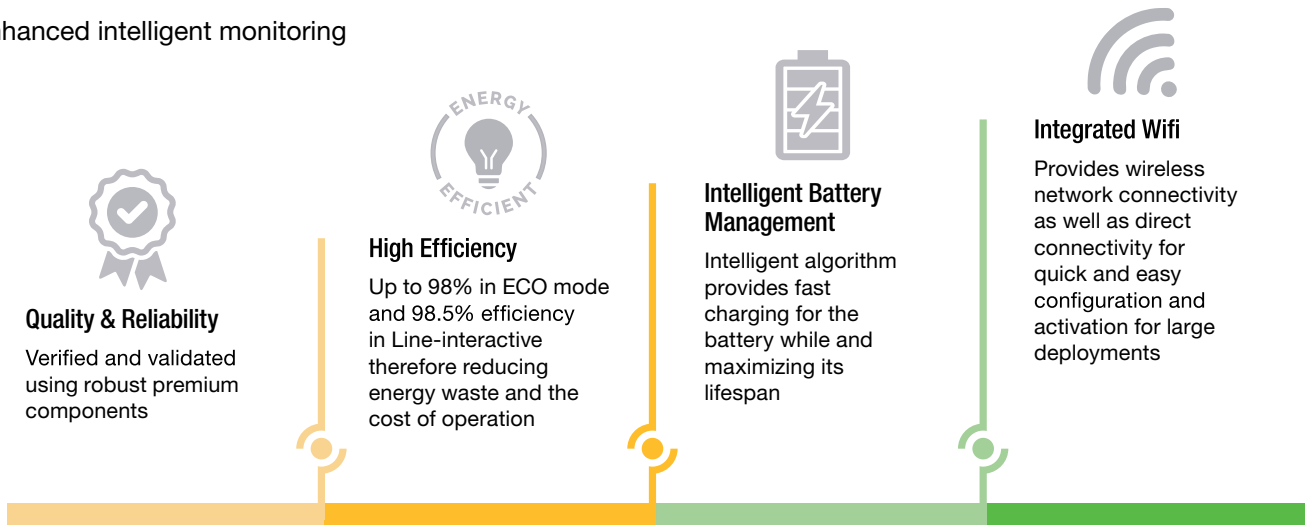 intelligent monitoring
Quality & Reliability
Verified and validated
using robust premium
components
ENERGY
EFFICIENT
High Efficiency
Up to 98% in ECO mode
and 98.5% efficiency
in Line-interactive
therefore reducing
energy waste and the
cost of operation
Intelligent Battery
Management
Intelligent algorithm
provides fast
charging for the
battery while and
maximizing its
lifespan
Integrated Wifi
Provides wireless
network connectivity
as well as direct
connectivity for
quick and easy
configuration and
activation for large
deployments